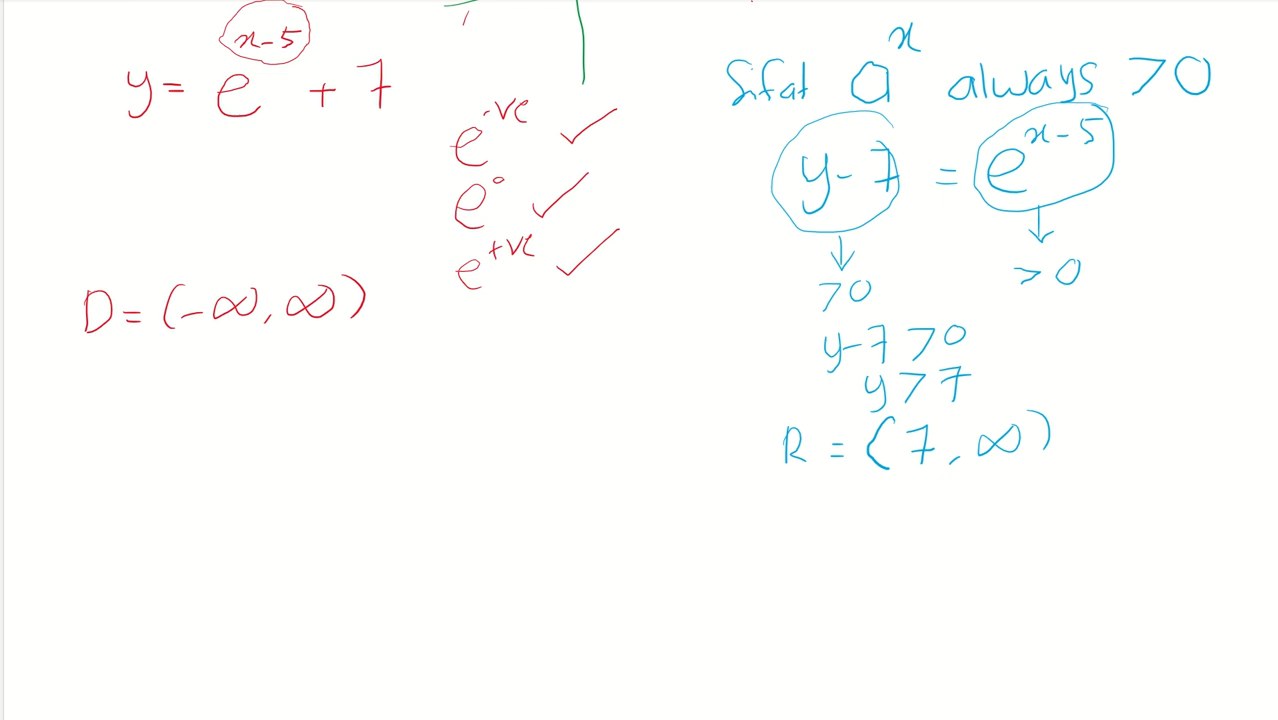 y = e^{x-5} + 7
e^{-ve} ✓
e^{0} ✓
e^{+ve} ✓
D = (-∞, ∞)
Sifat a^{x} always >0
y-7 = e^{x-5}
>0 >0
y-7 >0
y > 7
R = (7, ∞)